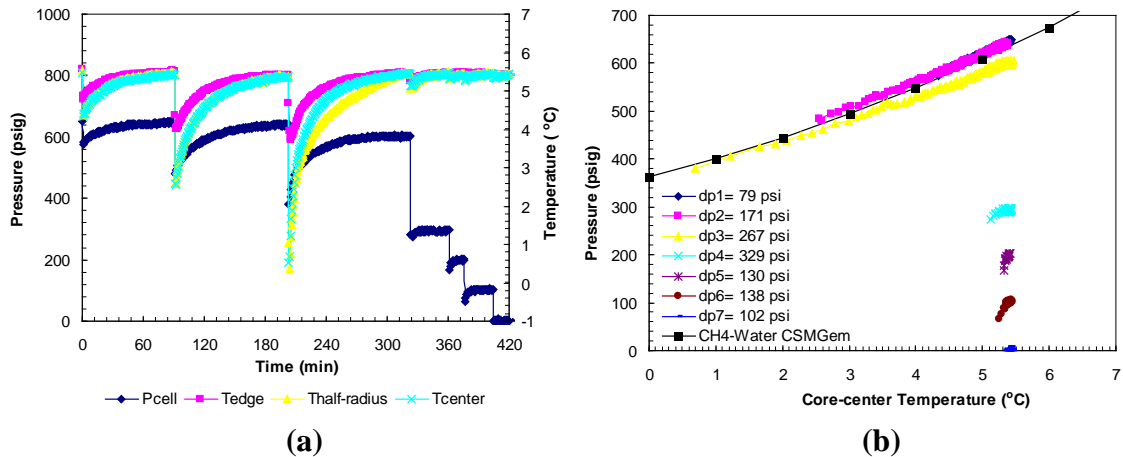 1000
800
600
400
200
0
Pressure (psig)
7
6
5
4
3
2
1
0
-1
Temperature (°C)
0 60 120 180 240 300 360 420
Time (min)
Pcell Tedge Thalf-radius Tcenter
(a)
700
600
500
400
300
200
100
0
Pressure (psig)
dp1= 79 psi
dp2= 171 psi
dp3= 267 psi
dp4= 329 psi
dp5= 130 psi
dp6= 138 psi
dp7= 102 psi
CH4-Water CSMGem
0 1 2 3 4 5 6 7
Core-center Temperature (°C)
(b)